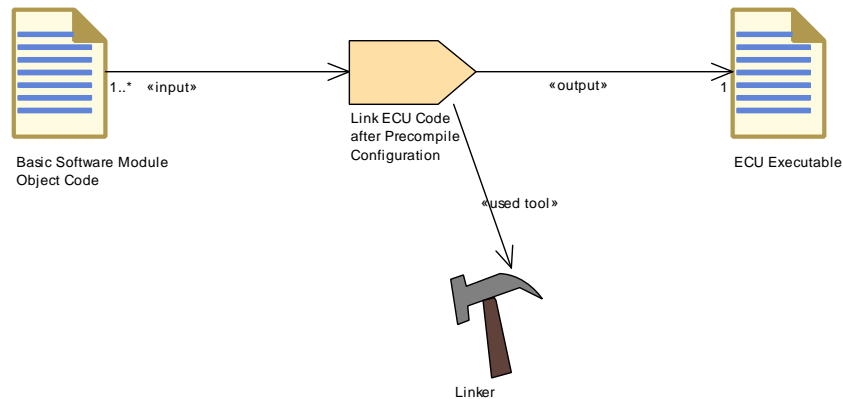 1..* «input»
«output» 1
Basic Software Module
Object Code
Link ECU Code
after Precompile
Configuration
ECU Executable
«used tool»
Linker